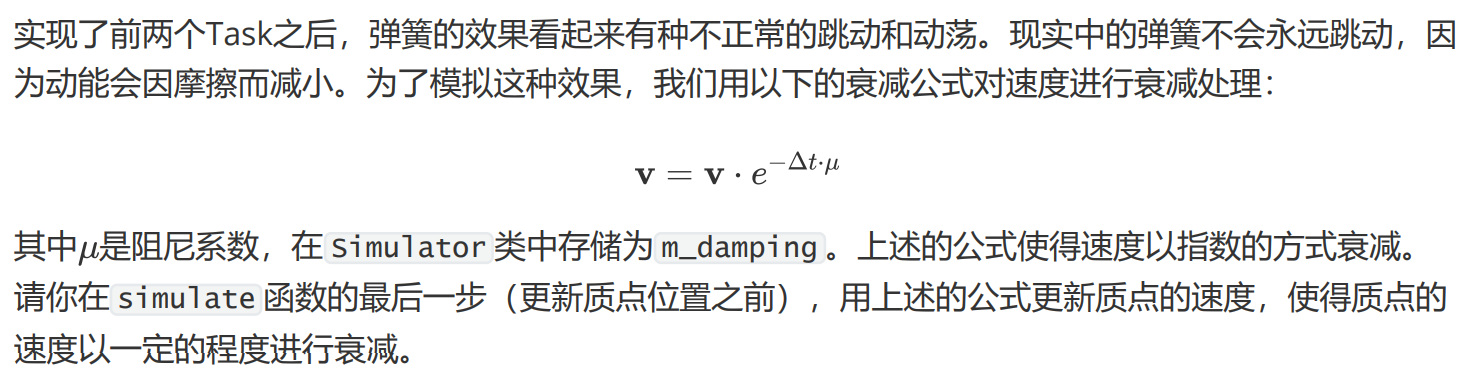 实现了前两个Task之后，弹簧的效果看起来有种不正常的跳动和动荡。现实中的弹簧不会永远跳动，因
为动能会因摩擦而减小。为了模拟这种效果，我们用以下的衰减公式对速度进行衰减处理：
v = v · e^{−Δt·μ}
其中μ是阻尼系数，在Simulator类中存储为m_damping。上述的公式使得速度以指数的方式衰减。
请你在simulate函数的最后一步（更新质点位置之前），用上述的公式更新质点的速度，使得质点的
速度以一定的程度进行衰减。